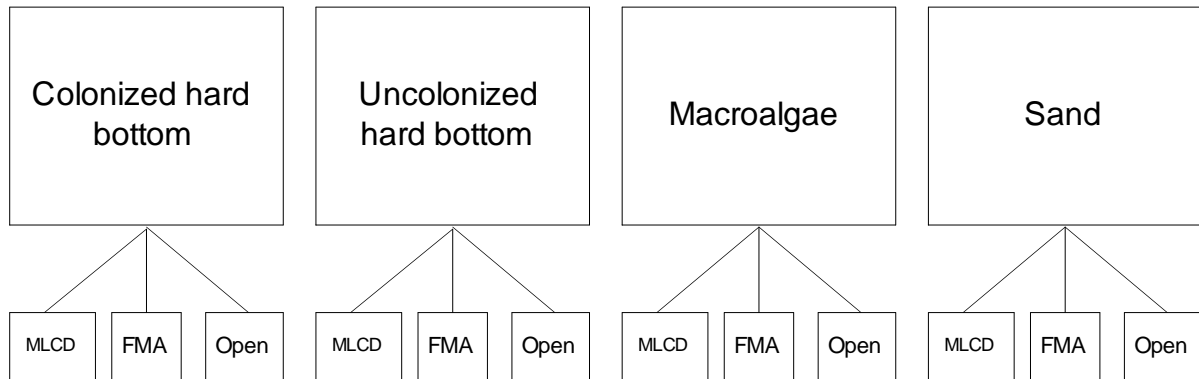 Colonized hard
bottom
Uncolonized
hard bottom
Macroalgae
Sand
MLCD FMA Open MLCD FMA Open MLCD FMA Open MLCD FMA Open